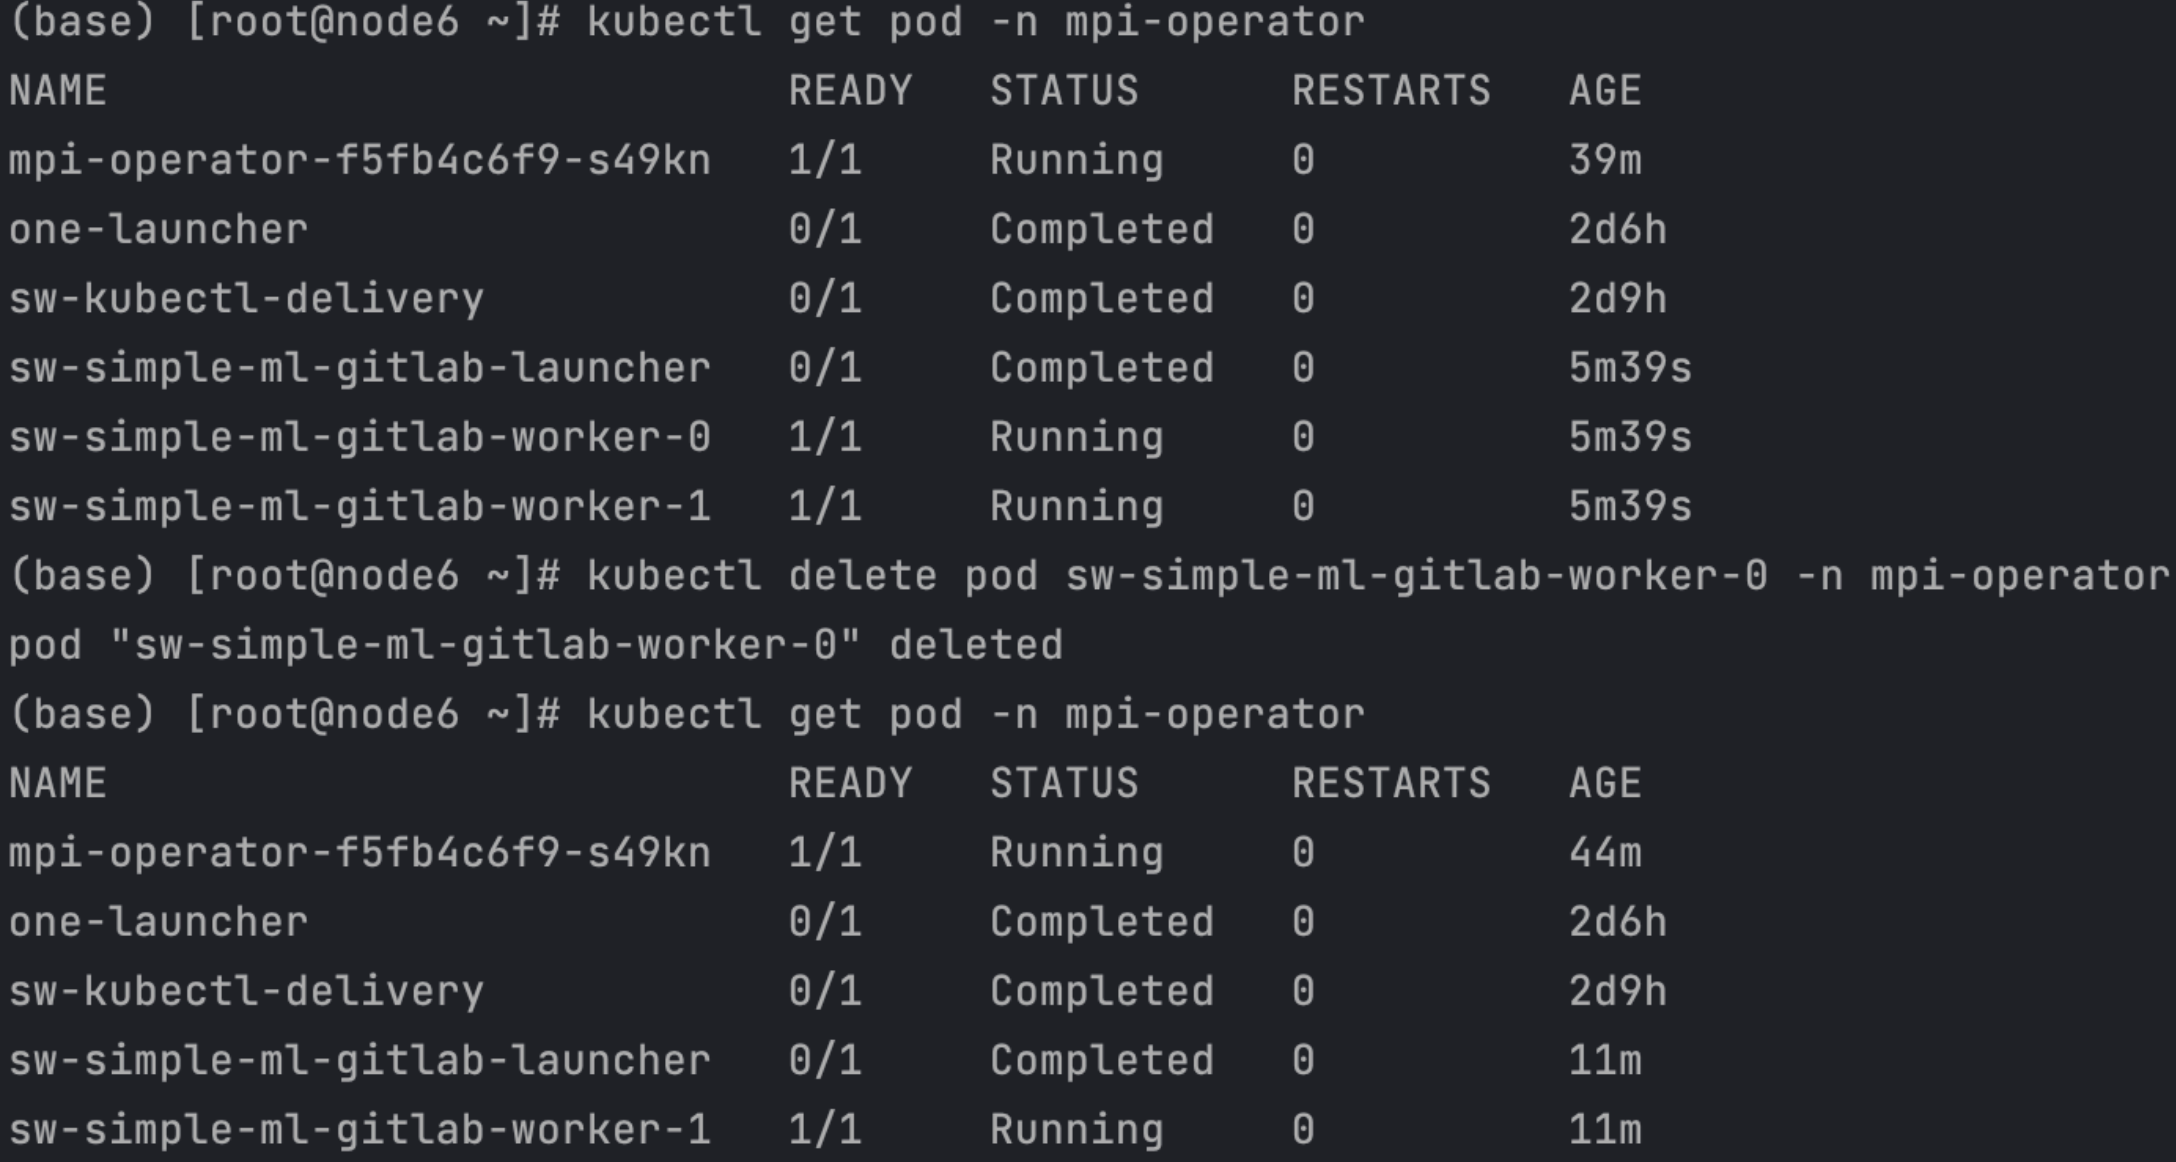 (base) [root@node6 ~]# kubectl get pod -n mpi-operator
NAME                           READY   STATUS      RESTARTS   AGE
mpi-operator-f5fb4c6f9-s49kn   1/1     Running     0          39m
one-launcher                   0/1     Completed   0          2d6h
sw-kubectl-delivery            0/1     Completed   0          2d9h
sw-simple-ml-gitlab-launcher   0/1     Completed   0          5m39s
sw-simple-ml-gitlab-worker-0   1/1     Running     0          5m39s
sw-simple-ml-gitlab-worker-1   1/1     Running     0          5m39s
(base) [root@node6 ~]# kubectl delete pod sw-simple-ml-gitlab-worker-0 -n mpi-operator
pod "sw-simple-ml-gitlab-worker-0" deleted
(base) [root@node6 ~]# kubectl get pod -n mpi-operator
NAME                           READY   STATUS      RESTARTS   AGE
mpi-operator-f5fb4c6f9-s49kn   1/1     Running     0          44m
one-launcher                   0/1     Completed   0          2d6h
sw-kubectl-delivery            0/1     Completed   0          2d9h
sw-simple-ml-gitlab-launcher   0/1     Completed   0          11m
sw-simple-ml-gitlab-worker-1   1/1     Running     0          11m